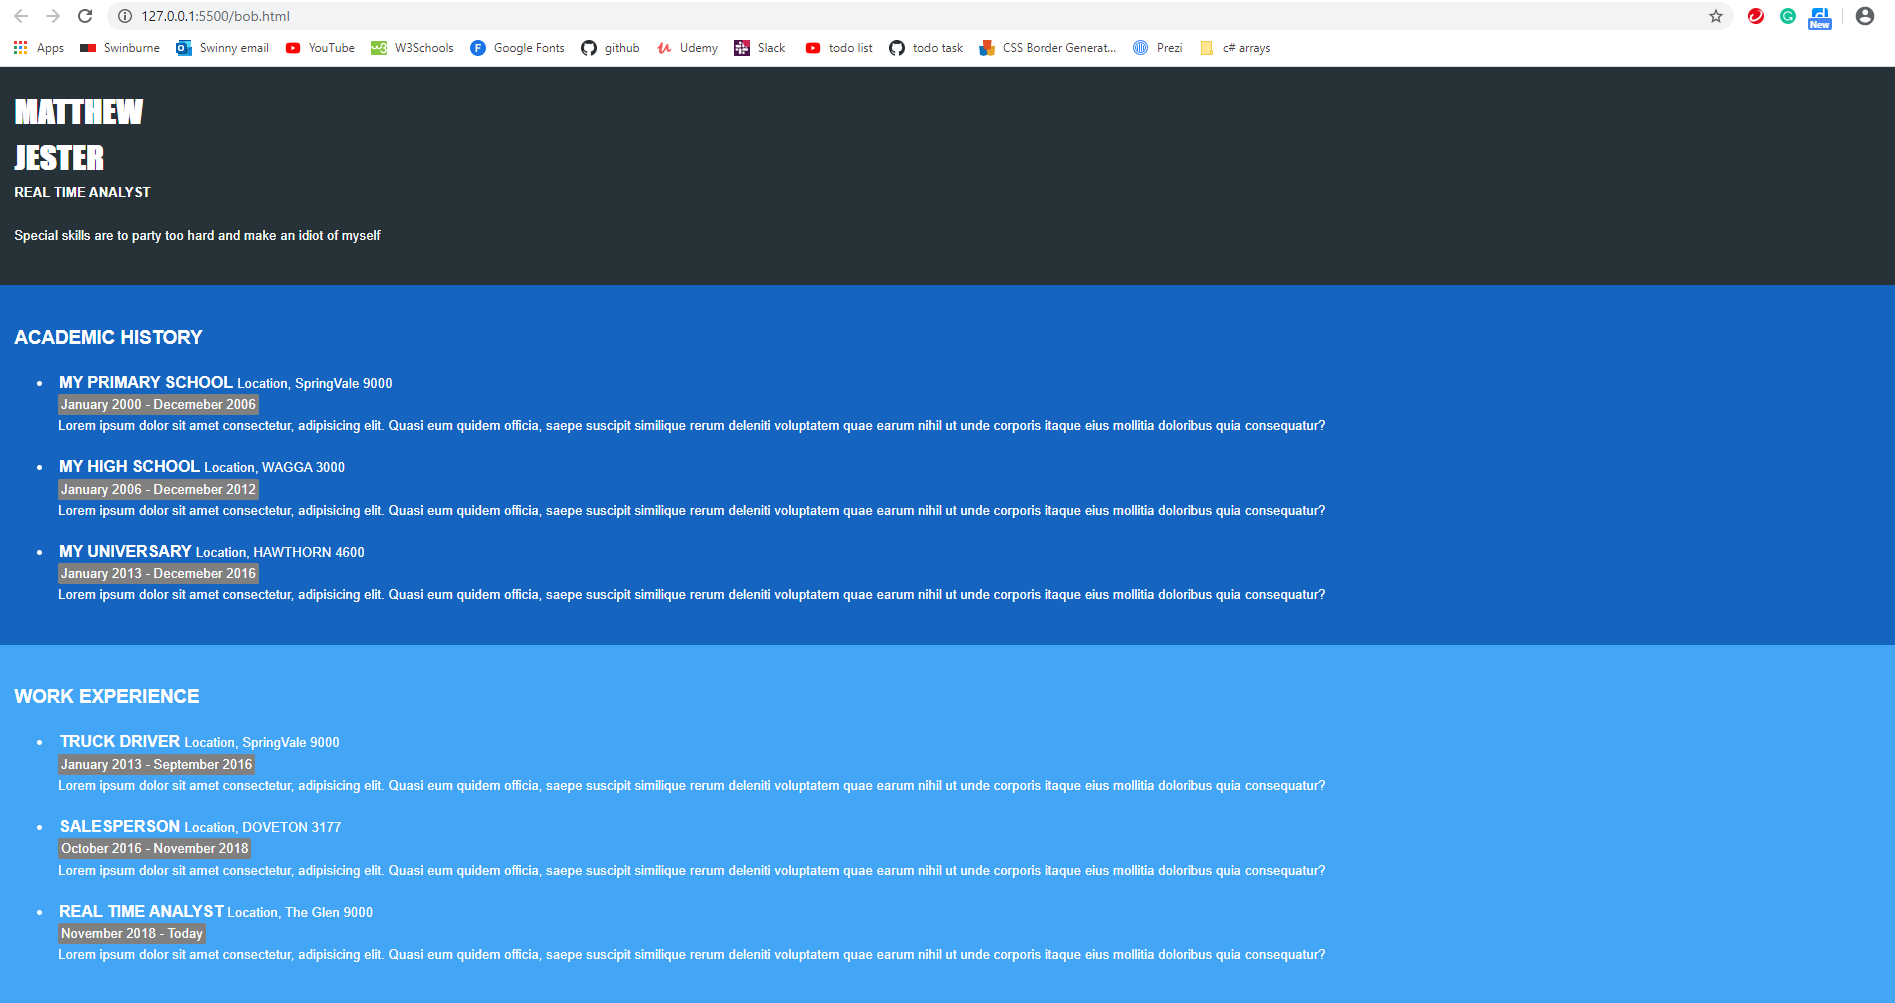 127.0.0.1:5500/bob.html
New
Apps Swinburne Swinny email YouTube W3Schools Google Fonts github Udemy Slack todo list todo task CSS Border Generat... Prezi c# arrays
MATTHEW
JESTER
REAL TIME ANALYST
Special skills are to party too hard and make an idiot of myself
ACADEMIC HISTORY
MY PRIMARY SCHOOL Location, SpringVale 9000
January 2000 - Decemeber 2006
Lorem ipsum dolor sit amet consectetur, adipisicing elit. Quasi eum quidem officia, saepe suscipit similique rerum deleniti voluptatem quae earum nihil ut unde corporis itaque eius mollitia doloribus quia consequatur?
MY HIGH SCHOOL Location, WAGGA 3000
January 2006 - Decemeber 2012
Lorem ipsum dolor sit amet consectetur, adipisicing elit. Quasi eum quidem officia, saepe suscipit similique rerum deleniti voluptatem quae earum nihil ut unde corporis itaque eius mollitia doloribus quia consequatur?
MY UNIVERSARY Location, HAWTHORN 4600
January 2013 - Decemeber 2016
Lorem ipsum dolor sit amet consectetur, adipisicing elit. Quasi eum quidem officia, saepe suscipit similique rerum deleniti voluptatem quae earum nihil ut unde corporis itaque eius mollitia doloribus quia consequatur?
WORK EXPERIENCE
TRUCK DRIVER Location, SpringVale 9000
January 2013 - September 2016
Lorem ipsum dolor sit amet consectetur, adipisicing elit. Quasi eum quidem officia, saepe suscipit similique rerum deleniti voluptatem quae earum nihil ut unde corporis itaque eius mollitia doloribus quia consequatur?
SALESPERSON Location, DOVETON 3177
October 2016 - November 2018
Lorem ipsum dolor sit amet consectetur, adipisicing elit. Quasi eum quidem officia, saepe suscipit similique rerum deleniti voluptatem quae earum nihil ut unde corporis itaque eius mollitia doloribus quia consequatur?
REAL TIME ANALYST Location, The Glen 9000
November 2018 - Today
Lorem ipsum dolor sit amet consectetur, adipisicing elit. Quasi eum quidem officia, saepe suscipit similique rerum deleniti voluptatem quae earum nihil ut unde corporis itaque eius mollitia doloribus quia consequatur?